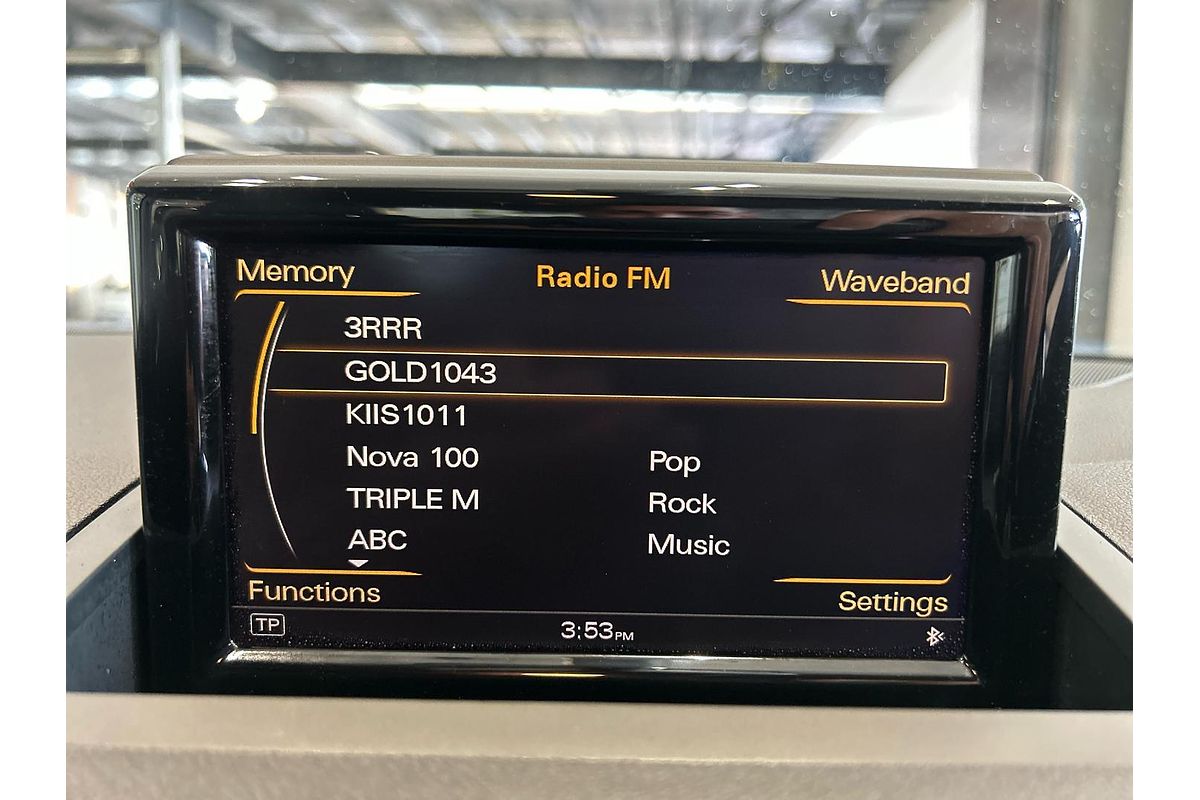 Memory Radio FM Waveband
3RRR
GOLD1043
KIIS1011
Nova 100 Pop
TRIPLE M Rock
ABC Music
Functions Settings
TP 3:53PM